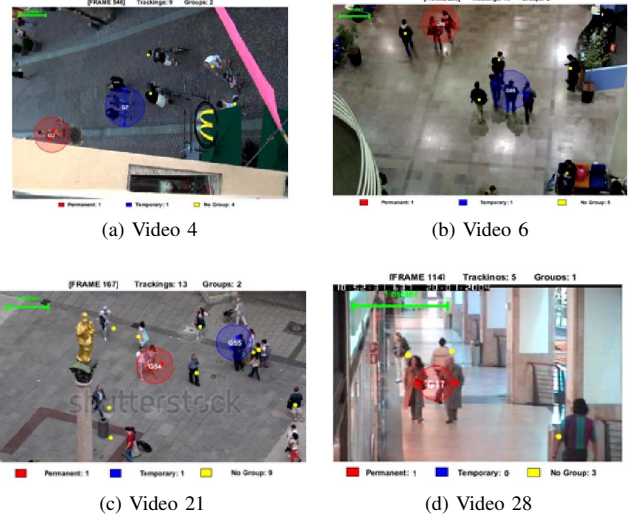 [FRAME 546] Trackings: 9 Groups: 2
G7
Permanent: 1 Temporary: 1 No Group: 4
Permanent: 1 Temporary: 1 No Group: 5
(a) Video 4
(b) Video 6
[FRAME 167] Trackings: 13 Groups: 2
[FRAME 114] Trackings: 5 Groups: 1
G55
G54
G17
shutterstock
Permanent: 1 Temporary: 1 No Group: 9
Permanent: 1 Temporary: 0 No Group: 3
(c) Video 21
(d) Video 28